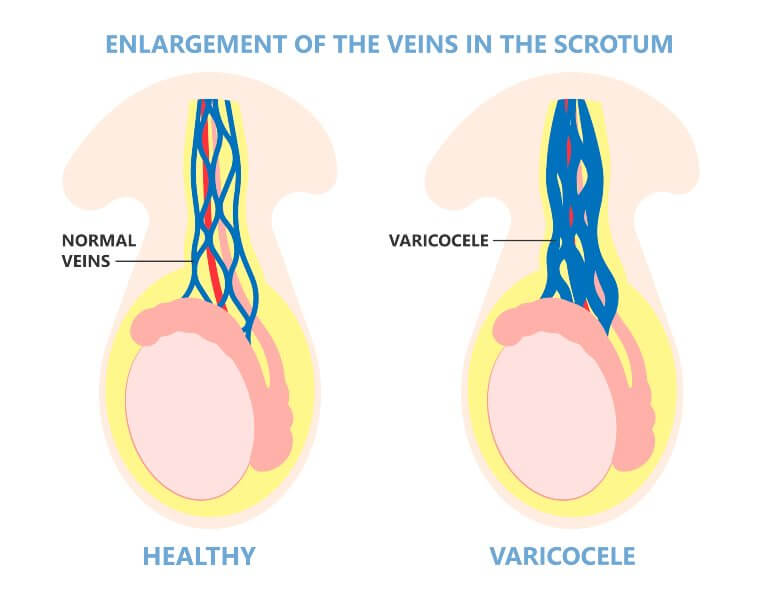 ENLARGEMENT OF THE VEINS IN THE SCROTUM
NORMAL
VEINS
VARICOCELE
HEALTHY
VARICOCELE